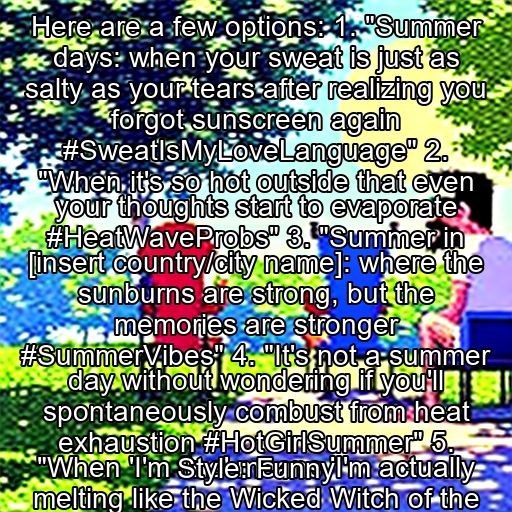 Here are a few options: 1. "Summer
days: when your sweat is just as
salty as your tears after realizing you
forgot sunscreen again
#SweatIsMyLoveLanguage" 2.
"When it's so hot outside that even
your thoughts start to evaporate
#HeatWaveProbs" 3. "Summer in
[insert country/city name]: where the
sunburns are strong, but the
memories are stronger
#SummerVibes" 4. "It's not a summer
day without wondering if you'll
spontaneously combust from heat
exhaustion #HotGirlSummer" 5.
"When 'I'm I'm actually
Style: Funny
melting like the Wicked Witch of the